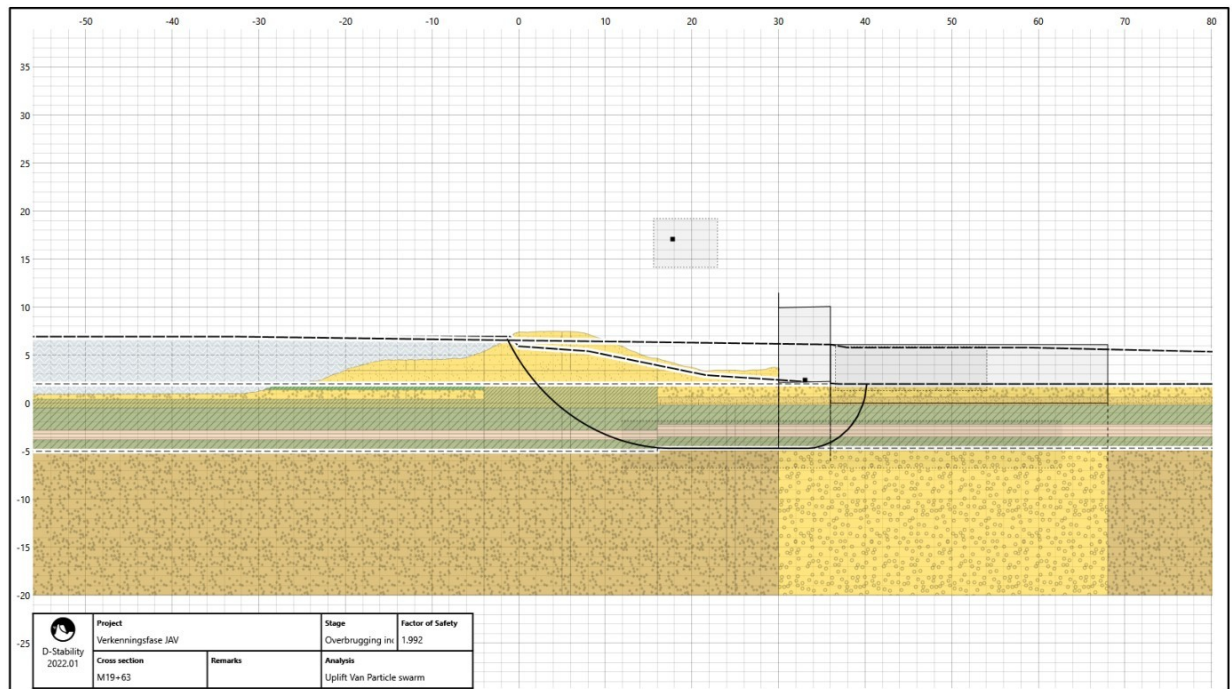 -50 -40 -30 -20 -10 0 10 20 30 40 50 60 70 80
35
30
25
20
15
10
5
0
-5
-10
-15
-20
-25
D-Stability
2022.01
Project
Verkenningsfase JAV
Stage
Overbrugging inc
Factor of Safety
1.992
Cross section
M19+63
Remarks
Analysis
Uplift Van Particle swarm